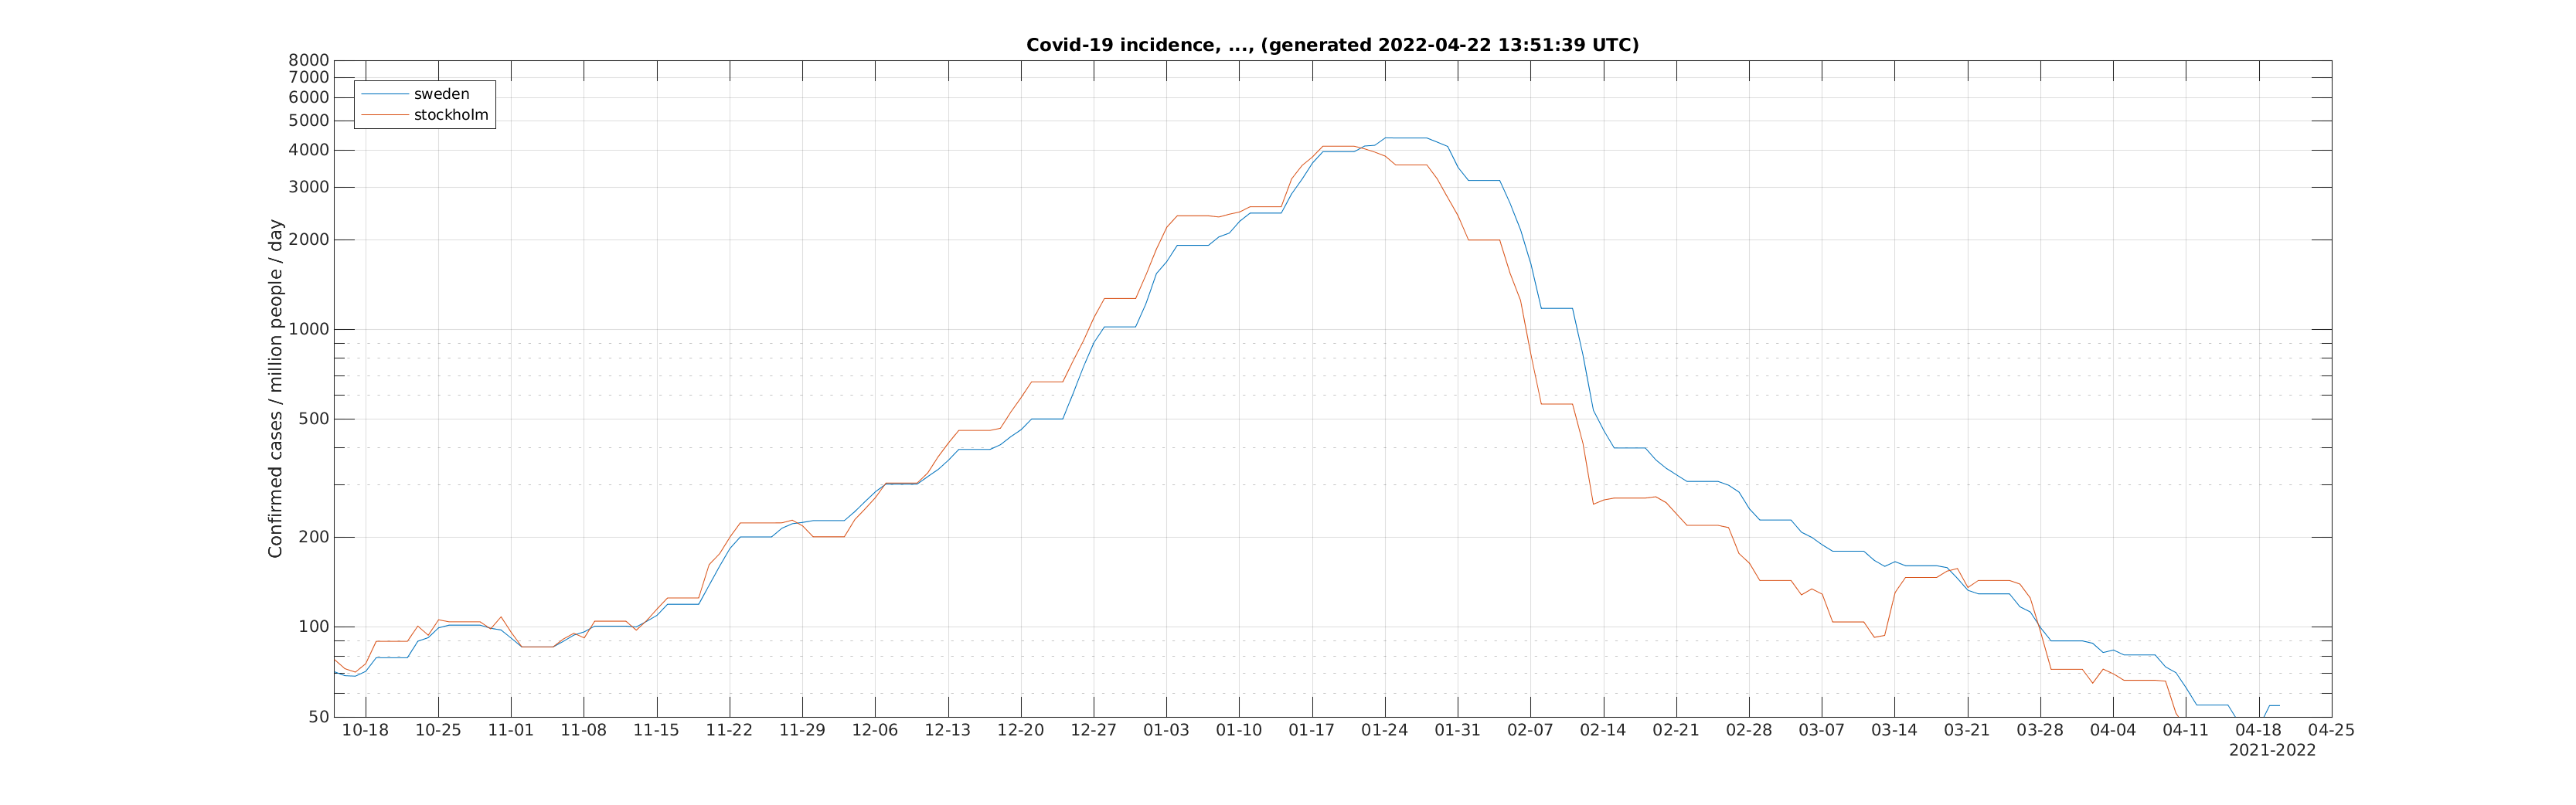 Covid-19 incidence, ..., (generated 2022-04-22 13:51:39 UTC)
sweden
stockholm
Confirmed cases / million people / day
8000
7000
6000
5000
4000
3000
2000
1000
500
200
100
50
10-18 10-25 11-01 11-08 11-15 11-22 11-29 12-06 12-13 12-20 12-27 01-03 01-10 01-17 01-24 01-31 02-07 02-14 02-21 02-28 03-07 03-14 03-21 03-28 04-04 04-11 04-18 04-25
2021-2022